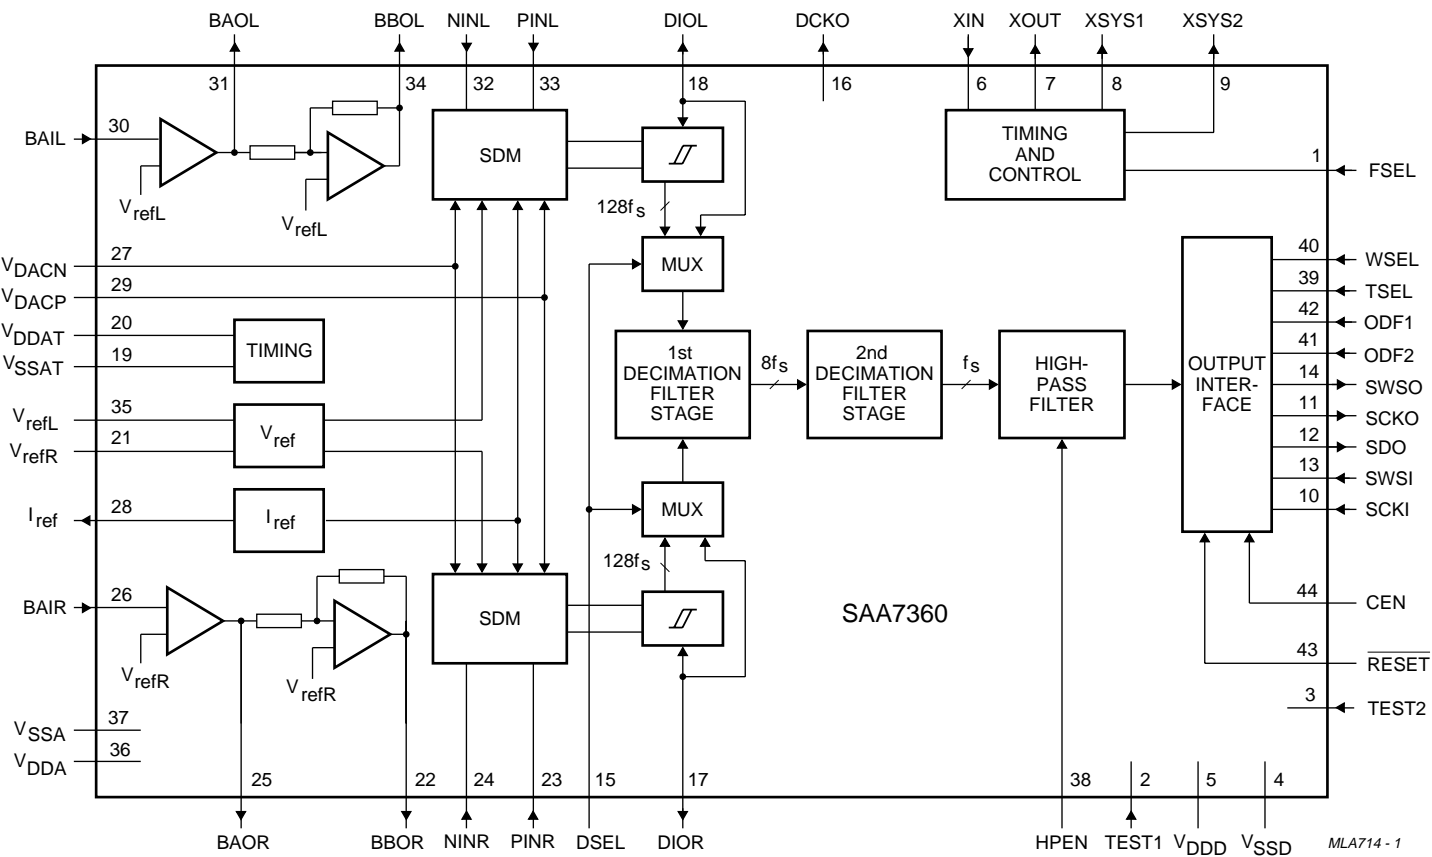 BAOL BBOL NINL PINL DIOL DCKO XIN XOUT XSYS1 XSYS2
31 34 32 33 18 16 6 7 8 9
BAIL 30
VrefL
VrefL
SDM
128fs
MUX
TIMING
AND
CONTROL
1 FSEL
VDACN 27
VDACP 29
VDDAT 20
VSSAT 19
TIMING
VrefL 35
VrefR 21
Vref
Iref 28
Iref
1st
DECIMATION
FILTER
STAGE
8fs
2nd
DECIMATION
FILTER
STAGE
fs
HIGH-
PASS
FILTER
OUTPUT
INTER-
FACE
40 WSEL
39 TSEL
42 ODF1
41 ODF2
14 SWSO
11 SCKO
12 SDO
13 SWSI
10 SCKI
MUX
128fs
BAIR 26
VrefR
VrefR
SDM
SAA7360
44 CEN
43 RESET
3 TEST2
VSSA 37
VDDA 36
25 22 24 23 15 17 38 2 5 4
BAOR BBOR NINR PINR DSEL DIOR HPEN TEST1 VDDD VSSD
MLA714 - 1